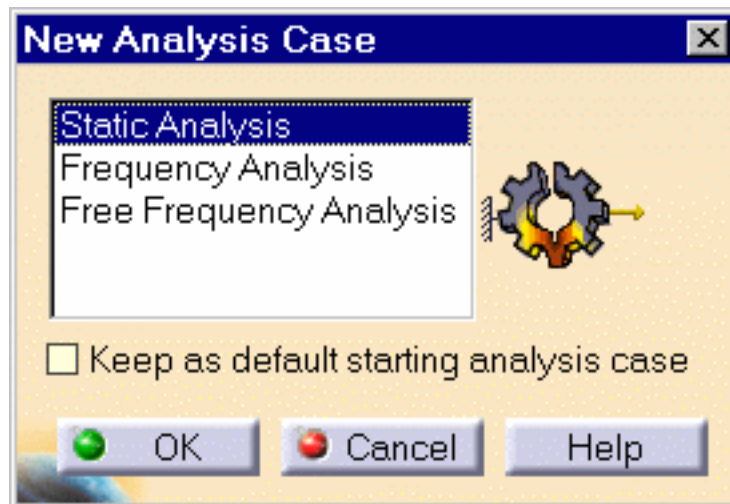 New Analysis Case
Static Analysis
Frequency Analysis
Free Frequency Analysis
Keep as default starting analysis case
OK
Cancel
Help